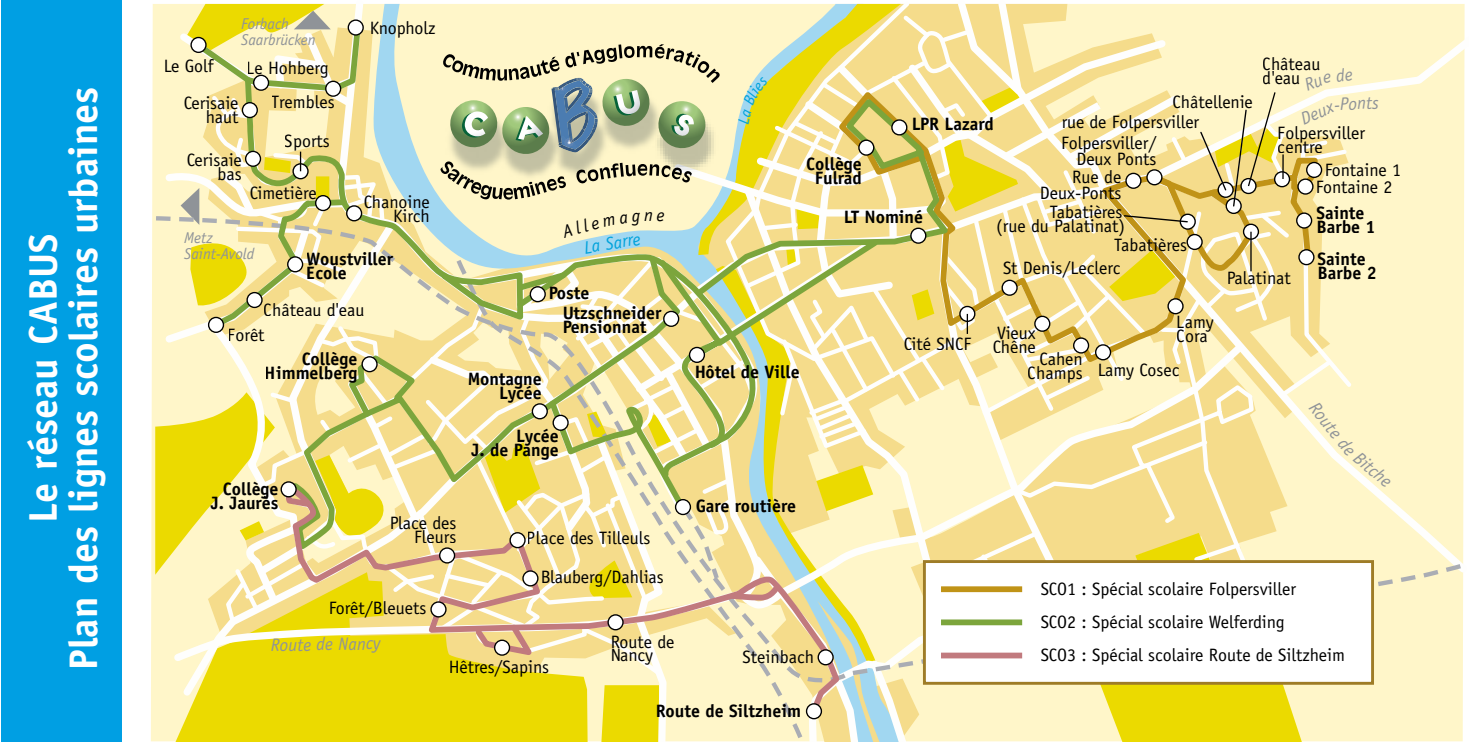 Le réseau CABUS
Plan des lignes scolaires urbaines
Communauté d'Agglomération
CABUS
Sarreguemines Confluences
Forbach
Saarbrücken
Knopholz
Le Golf
Le Hohberg
Trembles
Cerisaie
haut
Sports
Cerisaie
bas
Cimetière
Chanoine
Kirch
Metz
Saint-Avold
Woustviller
Ecole
Château d'eau
Forêt
Allemagne
La Sarre
La Blies
Poste
Utzschneider
Pensionnat
Hôtel de Ville
Collège
Himmelberg
Montagne
Lycée
Lycée
J. de Pange
Gare routière
Collège
J. Jaurès
Place des
Fleurs
Place des Tilleuls
Blauberg/Dahlias
Forêt/Bleuets
Route de Nancy
Hêtres/Sapins
Route de
Nancy
Steinbach
Route de Siltzheim
LPR Lazard
Collège
Fulrad
LT Nominé
Château
d'eau
Rue de
Deux-Ponts
Châtellenie
rue de Folpersviller
Folpersviller/
Deux Ponts
Folpersviller
centre
Rue de
Deux-Ponts
Fontaine 1
Fontaine 2
Tabatières
(rue du Palatinat)
Tabatières
Sainte
Barbe 1
Sainte
Barbe 2
Palatinat
St Denis/Leclerc
Cité SNCF
Vieux
Chêne
Cahen
Champs
Lamy Cosec
Lamy
Cora
Route de Bitche
SCO1 : Spécial scolaire Folpersviller
SCO2 : Spécial scolaire Welferding
SCO3 : Spécial scolaire Route de Siltzheim